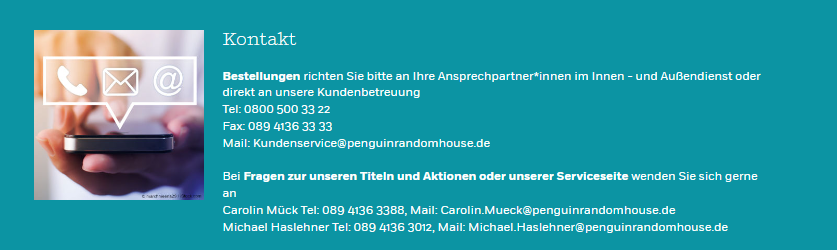 Kontakt
Bestellungen richten Sie bitte an Ihre Ansprechpartner*innen im Innen - und Außendienst oder
direkt an unsere Kundenbetreuung
Tel: 0800 500 33 22
Fax: 089 4136 33 33
Mail: Kundenservice@penguinrandomhouse.de
Bei Fragen zur unseren Titeln und Aktionen oder unserer Serviceseite wenden Sie sich gerne
an
Carolin Mück Tel: 089 4136 3388, Mail: Carolin.Mueck@penguinrandomhouse.de
Michael Haslehner Tel: 089 4136 3012, Mail: Michael.Haslehner@penguinrandomhouse.de